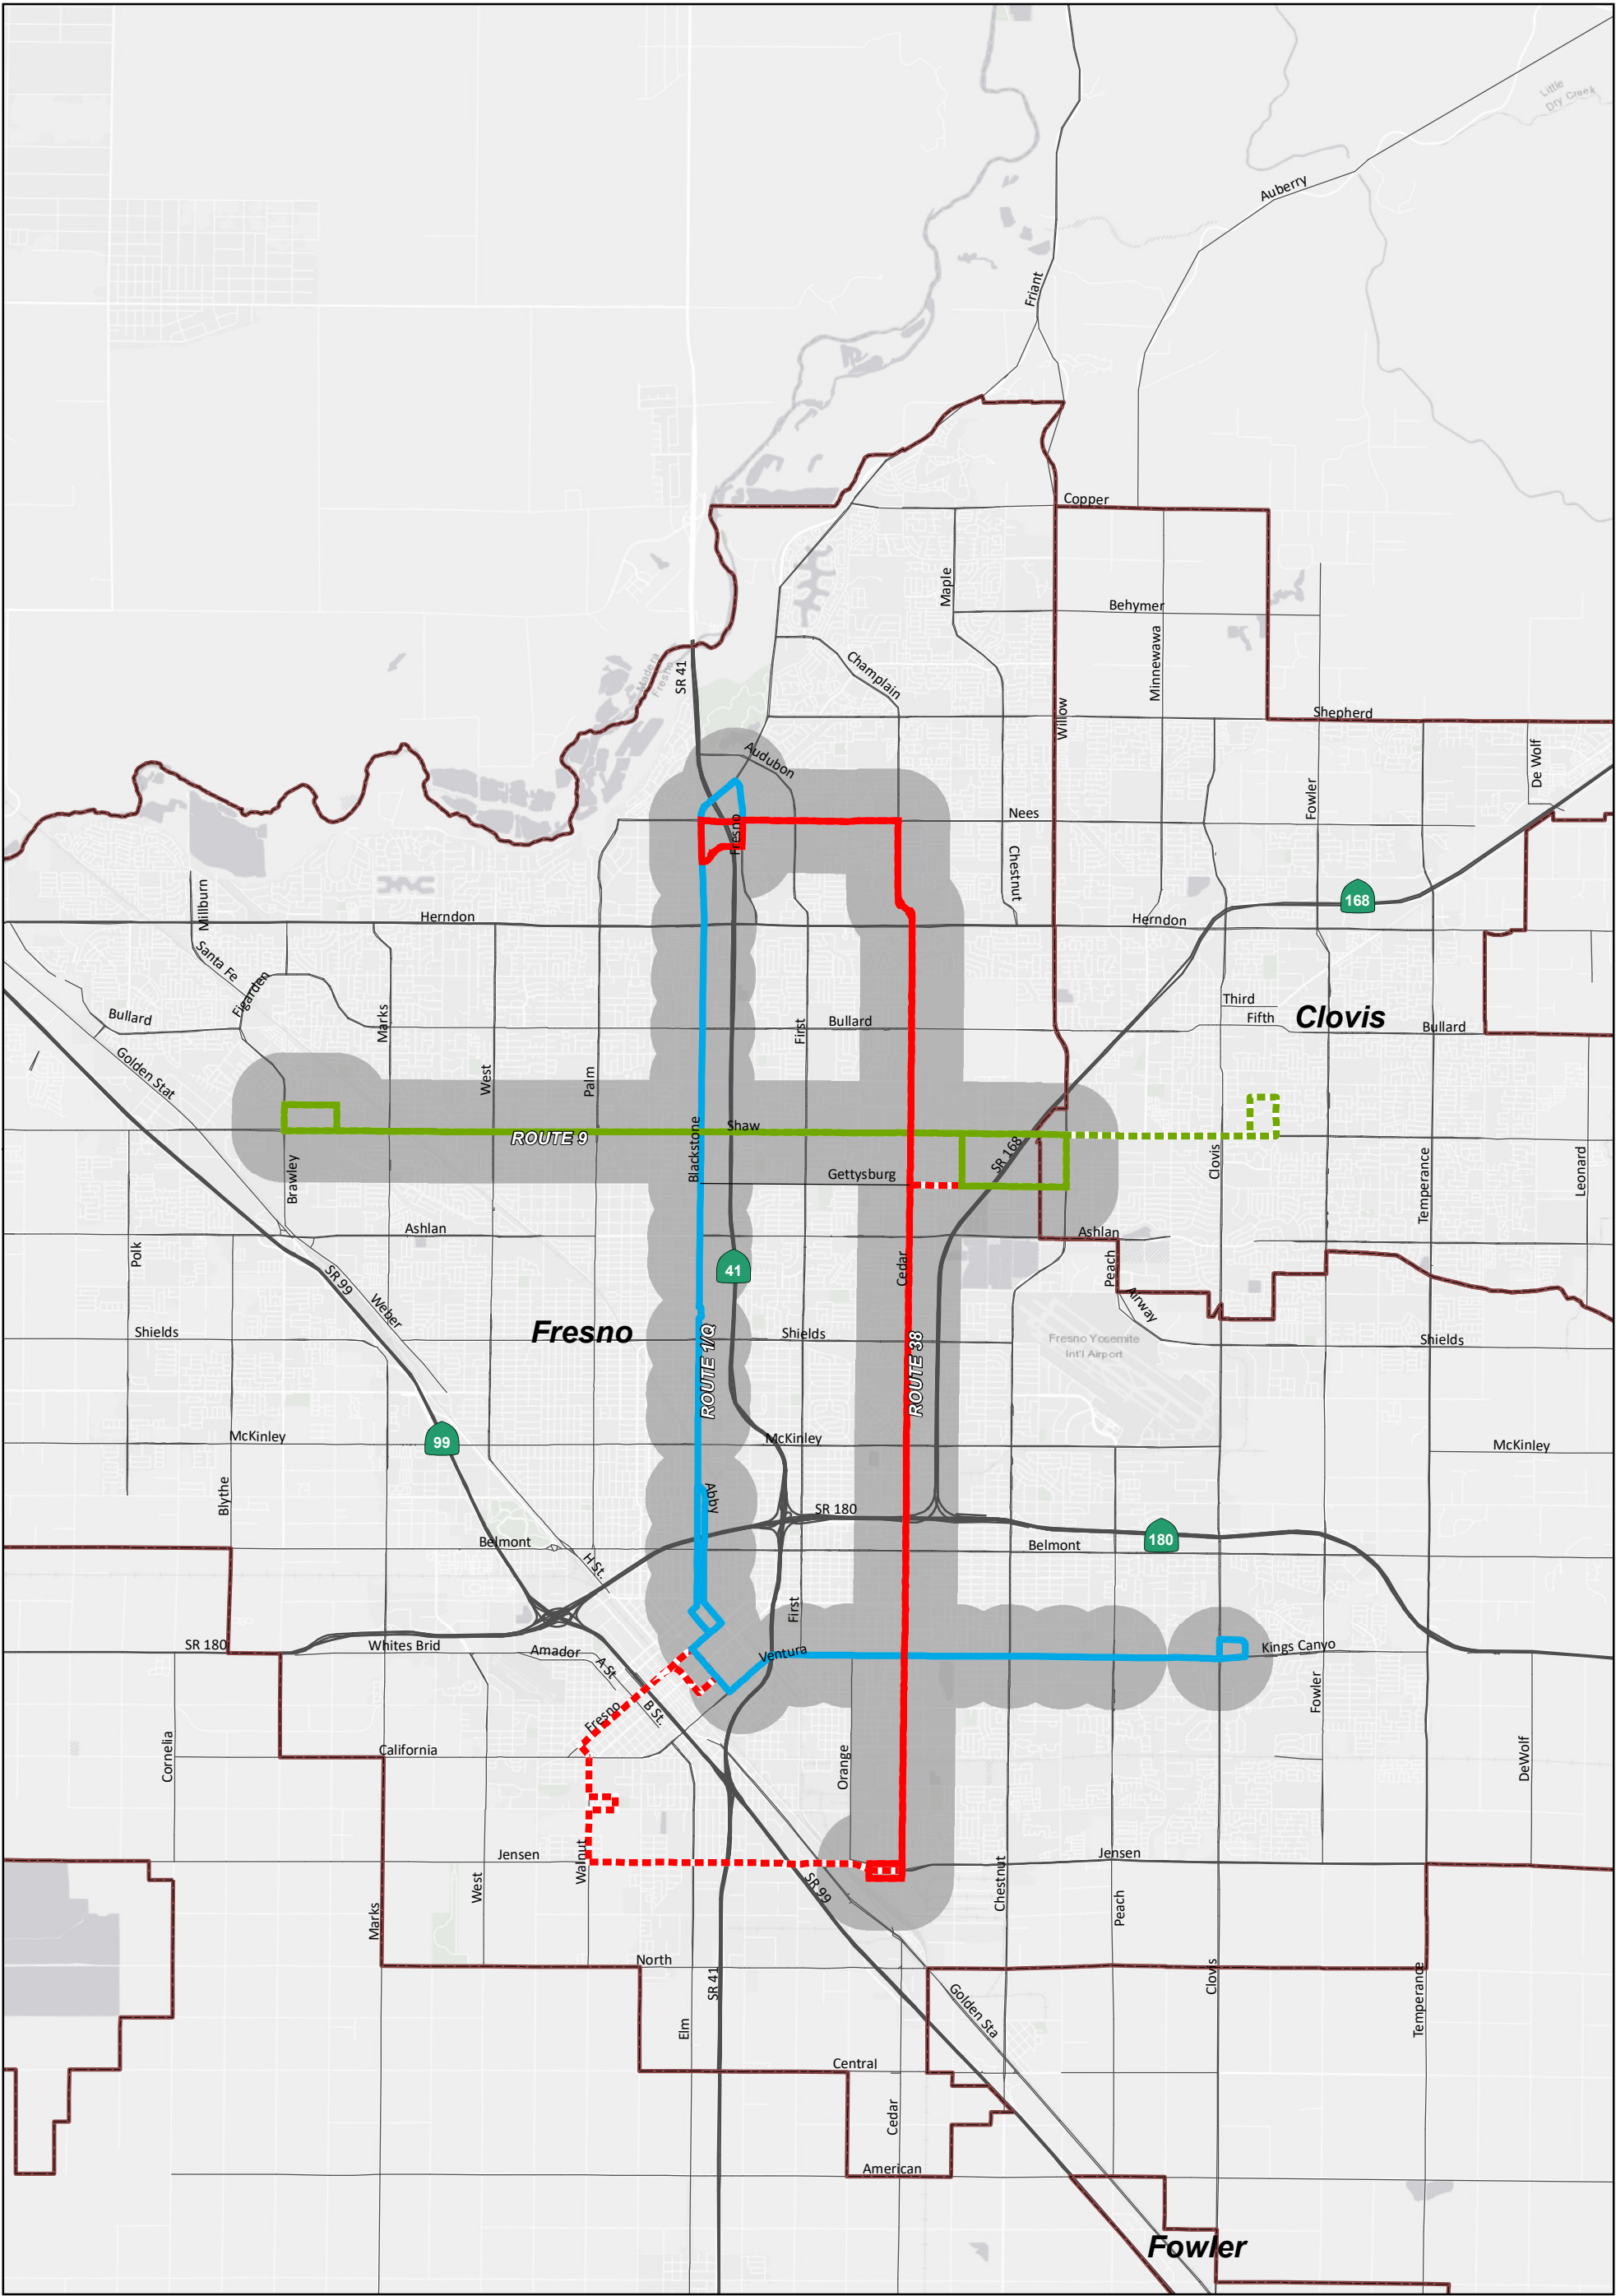 Little
Dry Creek
Auberry
Friant
Copper
Maple
Behymer
Minnewawa
Madera
Fresno
SR 41
Champlain
Willow
Shepherd
Audubon
De Wolf
Fowler
Nees
Fresno
Chestnut
Millburn
168
Herndon
Herndon
Santa Fe
Figarden
Third
Fifth
Clovis
Bullard
Marks
First
Bullard
Bullard
Golden Stat
West
Palm
Blackstone
Shaw
ROUTE 9
SR 168
Brawley
Gettysburg
Clovis
Temperance
Leonard
Ashlan
Ashlan
Polk
Cedar
Peach
41
SR 99
Weber
Airway
Shields
Fresno
Shields
Fresno Yosemite
Int'l Airport
Shields
ROUTE 1/Q
ROUTE 38
McKinley
99
McKinley
McKinley
Blythe
Abby
SR 180
Belmont
Belmont
180
H St.
First
SR 180
Whites Brid
Amador
A St
Ventura
Kings Canyo
Fowler
B St.
Fresno
Cornelia
California
Orange
DeWolf
Jensen
Walnut
Jensen
West
SR 99
Chestnut
Peach
Marks
North
SR 41
Clovis
Temperance
Elm
Golden Sta
Central
Cedar
American
Fowler